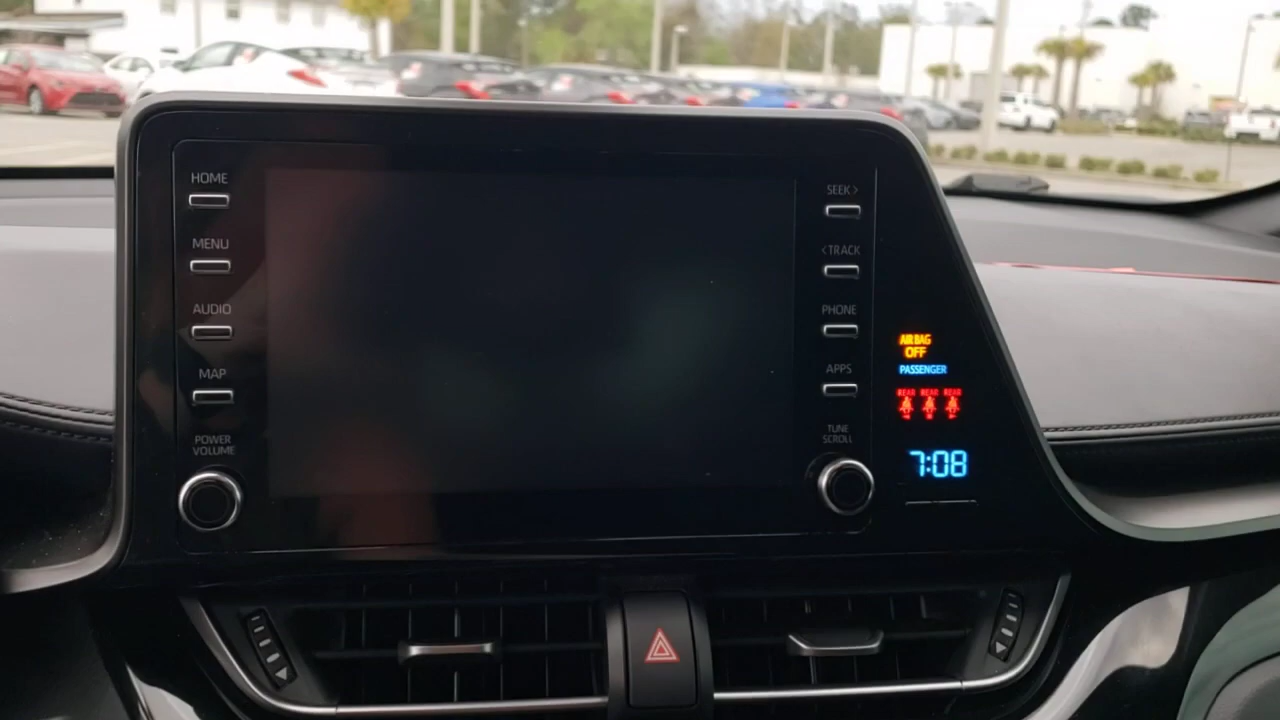 HOME
MENU
AUDIO
MAP
POWER
VOLUME
SEEK >
< TRACK
PHONE
APPS
TUNE
SCROLL
AIR BAG
OFF
PASSENGER
REAR REAR REAR
7:08